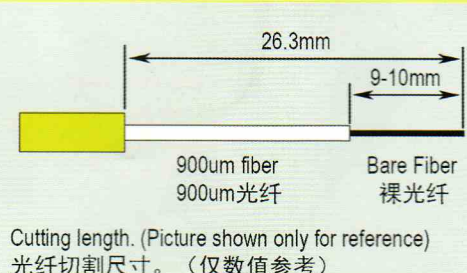 26.3mm
9-10mm
900um fiber
900um光纤
Bare Fiber
裸光纤
Cutting length. (Picture shown only for reference)
光纤切割尺寸。（仅数值参考）